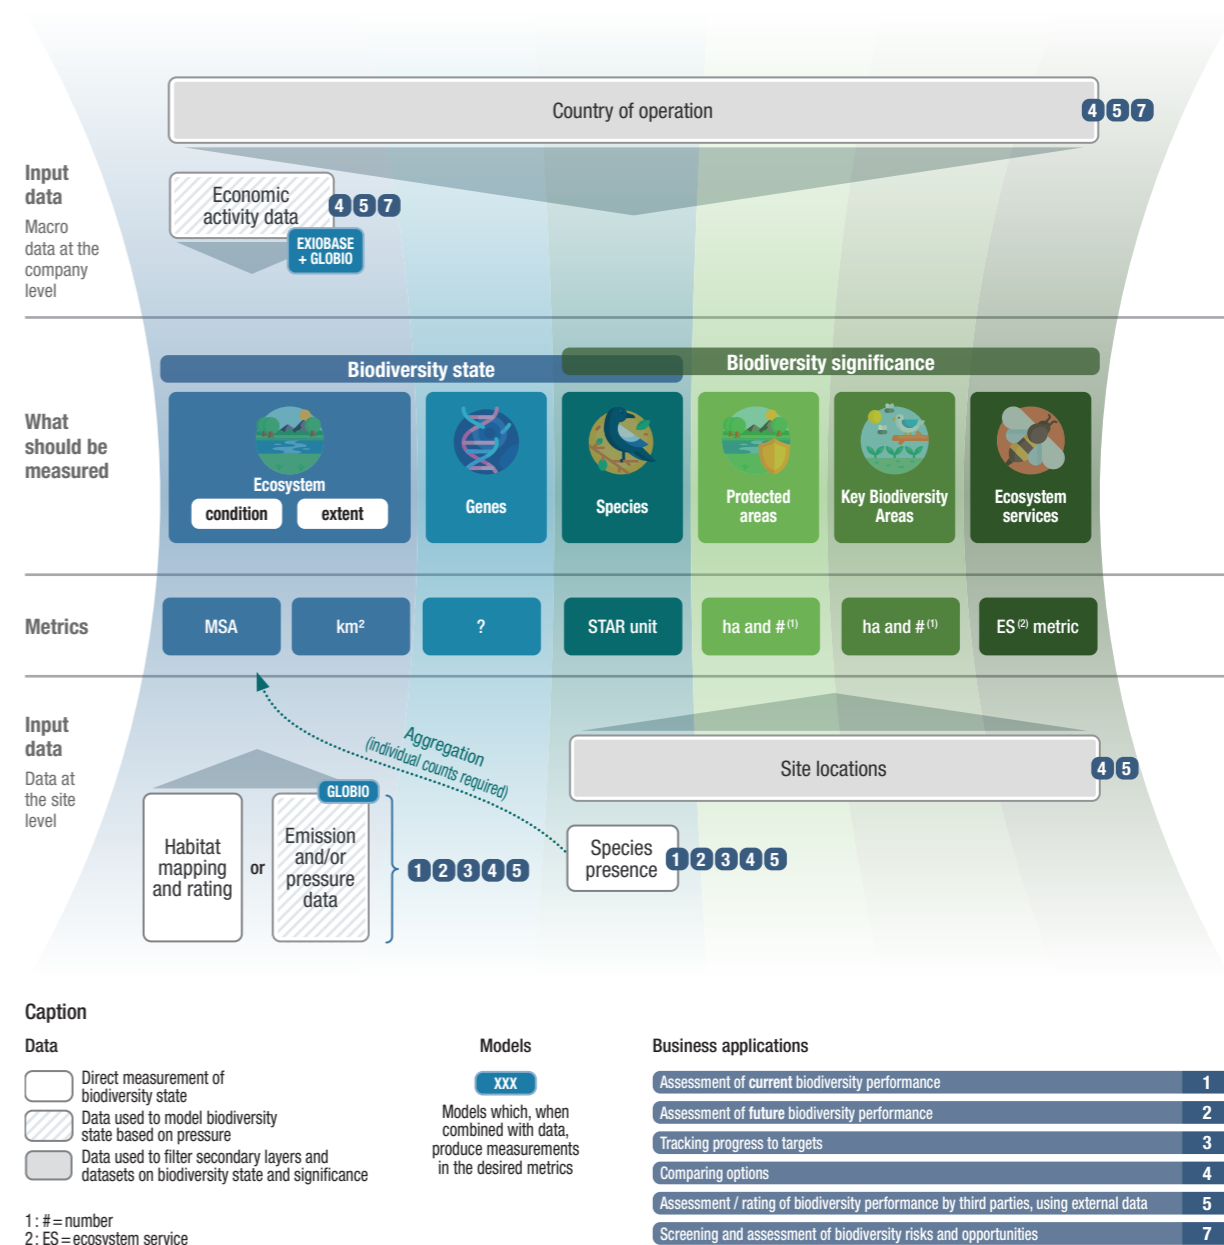 Country of operation
4 5 7
Input
data
Macro
data at the
company
level
Economic
activity data
4 5 7
EXIOBASE
+ GLOBIO
Biodiversity state
Biodiversity significance
What
should be
measured
Ecosystem
condition
extent
Genes
Species
Protected
areas
Key Biodiversity
Areas
Ecosystem
services
Metrics
MSA
km²
?
STAR unit
ha and # (1)
ha and # (1)
ES (2) metric
Input
data
Data at
the site
level
Aggregation
(individual counts required)
Site locations
4 5
GLOBIO
Habitat
mapping
and rating
or
Emission
and/or
pressure
data
1 2 3 4 5
Species
presence
1 2 3 4 5
Caption
Data
Direct measurement of
biodiversity state
Data used to model biodiversity
state based on pressure
Data used to filter secondary layers and
datasets on biodiversity state and significance
1 : # = number
2 : ES = ecosystem service
Models
XXX
Models which, when
combined with data,
produce measurements
in the desired metrics
Business applications
Assessment of current biodiversity performance 1
Assessment of future biodiversity performance 2
Tracking progress to targets 3
Comparing options 4
Assessment / rating of biodiversity performance by third parties, using external data 5
Screening and assessment of biodiversity risks and opportunities 7